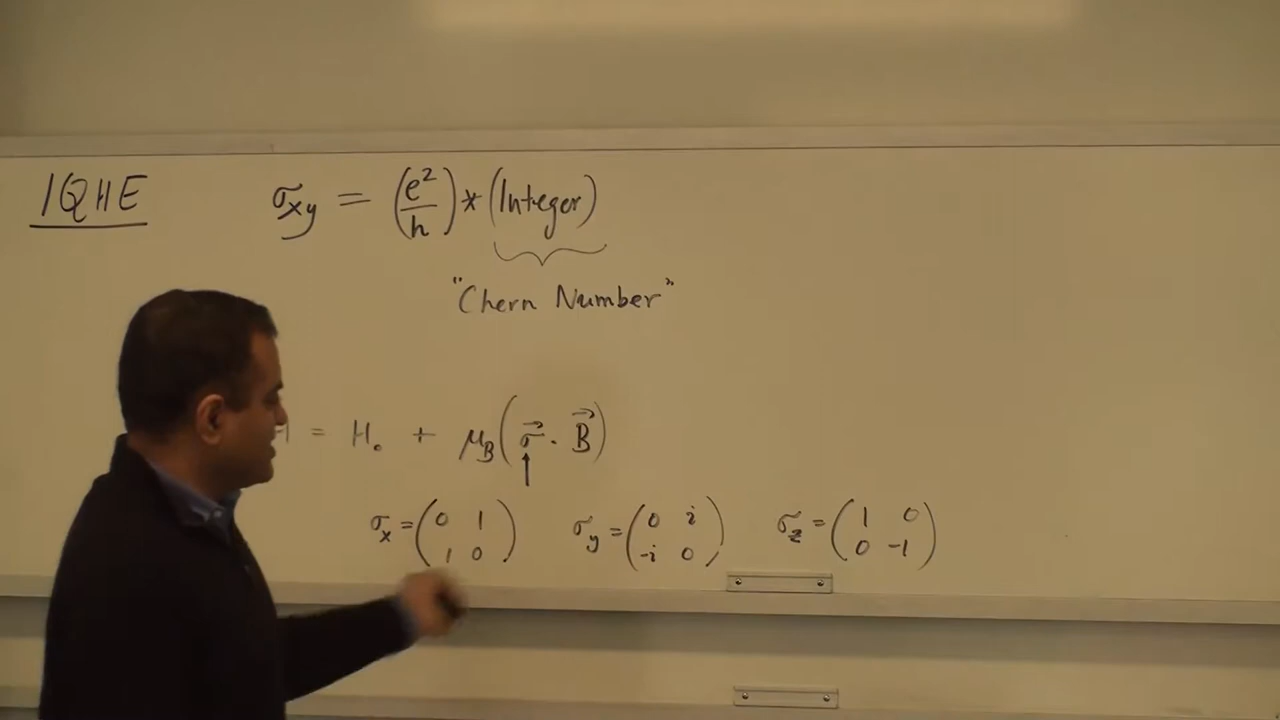 IQHE σxy = (e²/h) * (Integer)
"Chern Number"
H = H₀ + μB(σ⃗ · B⃗)
σx = (0 1 ; 1 0) σy = (0 i ; -i 0) σz = (1 0 ; 0 -1)